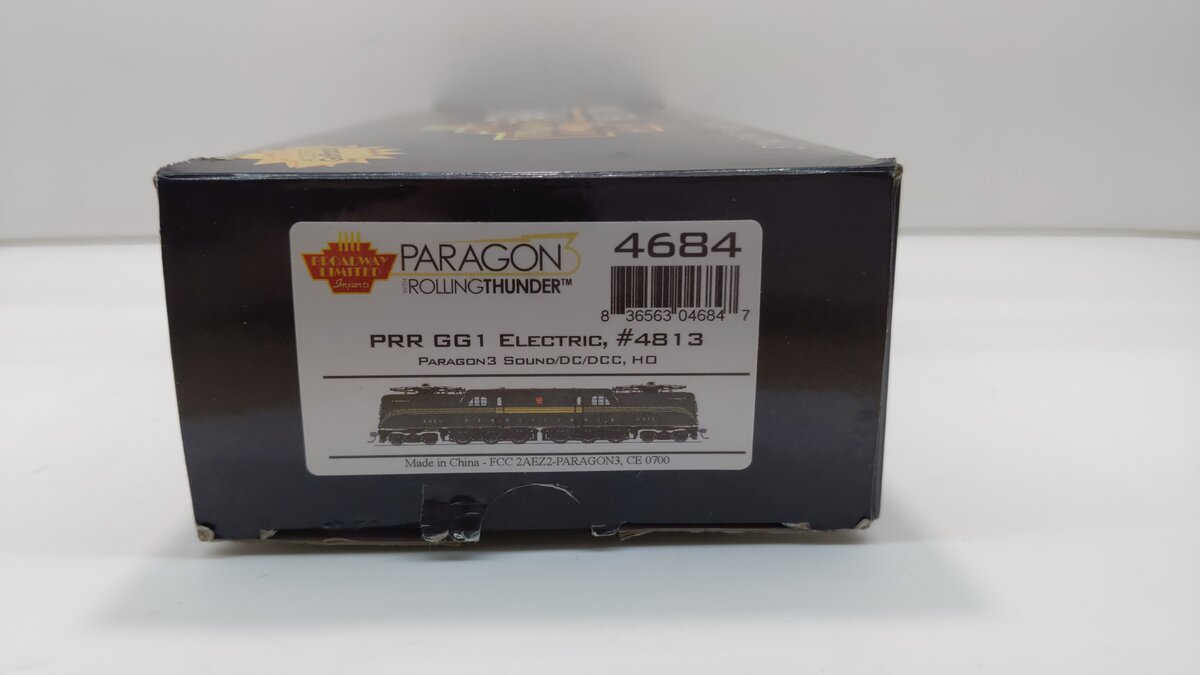 BROADWAY
LIMITED
Imports
PARAGON3
WITH ROLLINGTHUNDER™
4684
8 36563 04684 7
PRR GG1 ELECTRIC, #4813
PARAGON3 SOUND/DC/DCC, HO
PENNSYLVANIA
Made in China - FCC 2AEZ2-PARAGON3, CE 0700